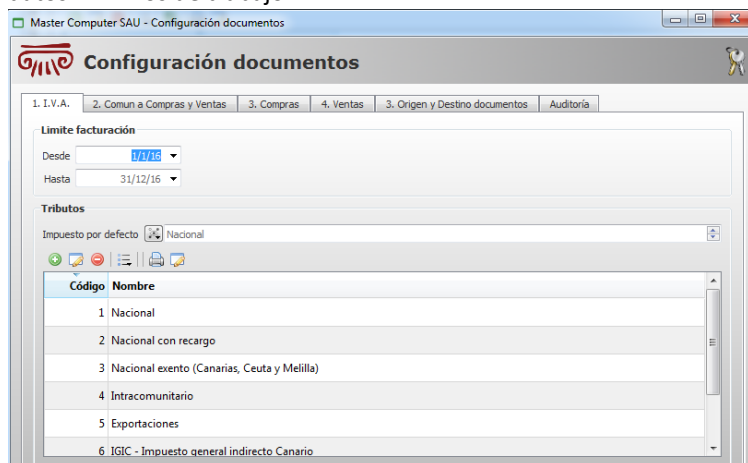 Master Computer SAU - Configuración documentos
Configuración documentos
1. I.V.A. 2. Comun a Compras y Ventas 3. Compras 4. Ventas 3. Origen y Destino documentos Auditoría
Limite facturación
Desde 1/1/16
Hasta 31/12/16
Tributos
Impuesto por defecto Nacional
Código Nombre
1 Nacional
2 Nacional con recargo
3 Nacional exento (Canarias, Ceuta y Melilla)
4 Intracomunitario
5 Exportaciones
6 IGIC - Impuesto general indirecto Canario